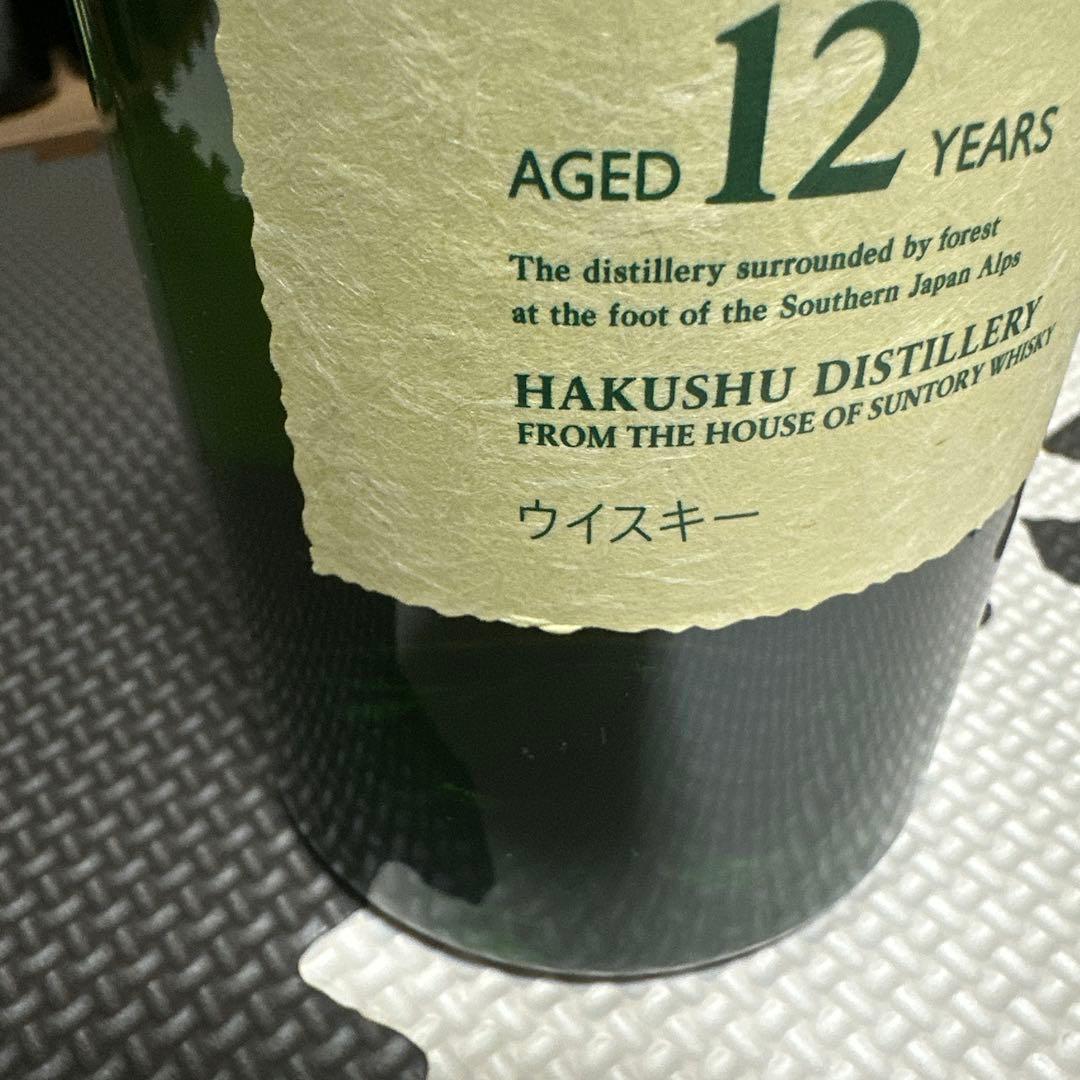 AGED 12 YEARS
The distillery surrounded by forest
at the foot of the Southern Japan Alps
HAKUSHU DISTILLERY
FROM THE HOUSE OF SUNTORY WHISKY
ウイスキー